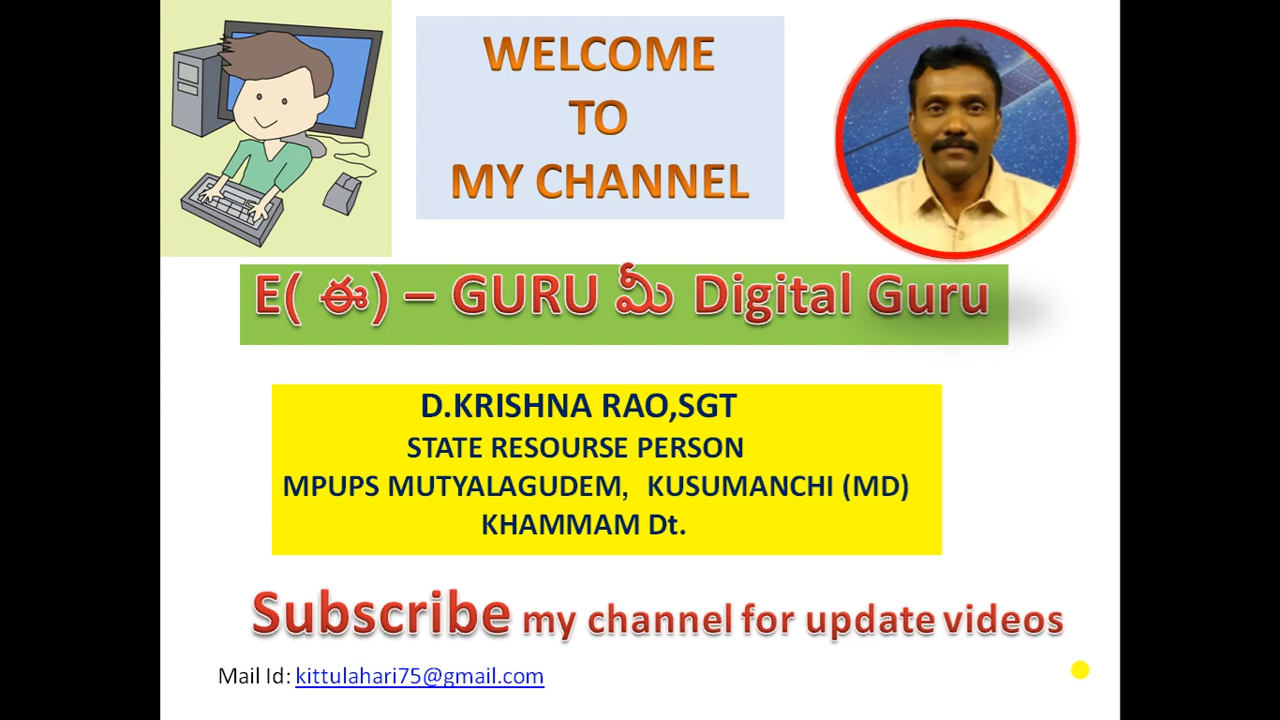 WELCOME
TO
MY CHANNEL
E( ఈ) – GURU మీ Digital Guru
D.KRISHNA RAO,SGT
STATE RESOURSE PERSON
MPUPS MUTYALAGUDEM, KUSUMANCHI (MD)
KHAMMAM Dt.
Subscribe my channel for update videos
Mail Id: kittulahari75@gmail.com